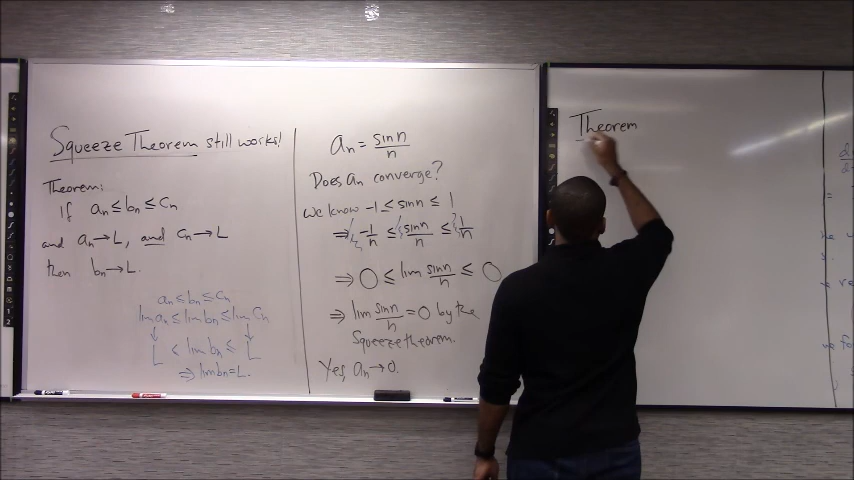 Squeeze Theorem still works!
Theorem:
If aₙ ≤ bₙ ≤ cₙ
and aₙ → L, and cₙ → L
then bₙ → L.
aₙ ≤ bₙ ≤ cₙ
lim aₙ ≤ lim bₙ ≤ lim cₙ
↓ ↓
L ≤ lim bₙ ≤ L
⇒ lim bₙ = L.
aₙ = sin n / n
Does aₙ converge?
We know -1 ≤ sin n ≤ 1
⇒ -1/n ≤ sin n / n ≤ 1/n
⇒ 0 ≤ lim sin n / n ≤ 0
⇒ lim sin n / n = 0 by the
Squeeze theorem.
Yes, aₙ → 0.
Theorem